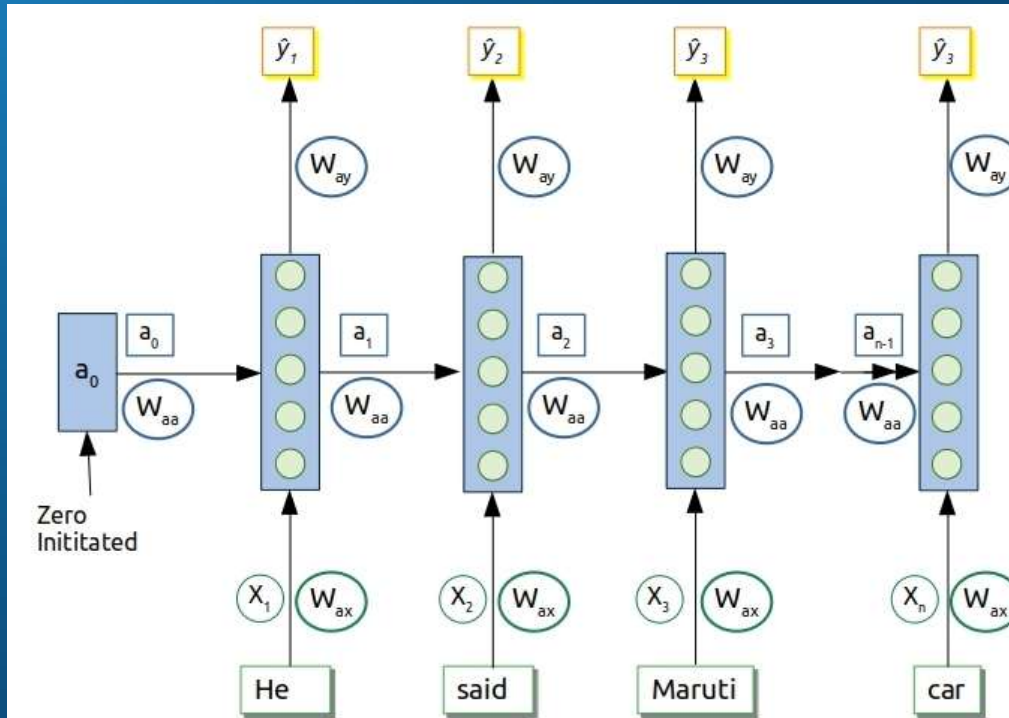 ŷ1 ŷ2 ŷ3 ŷ3
Way Way Way Way
a0 a1 a2 a3 an-1
a0
Waa Waa Waa Waa Waa
Zero
Inititated
X1 Wax X2 Wax X3 Wax Xn Wax
He said Maruti car